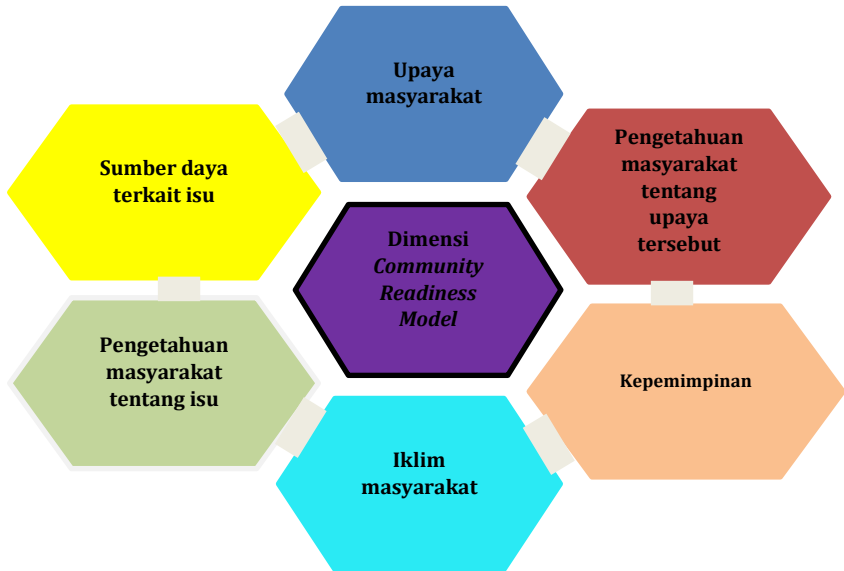 Upaya
masyarakat
Pengetahuan
masyarakat
tentang
upaya
tersebut
Sumber daya
terkait isu
Dimensi
Community
Readiness
Model
Pengetahuan
masyarakat
tentang isu
Kepemimpinan
Iklim
masyarakat